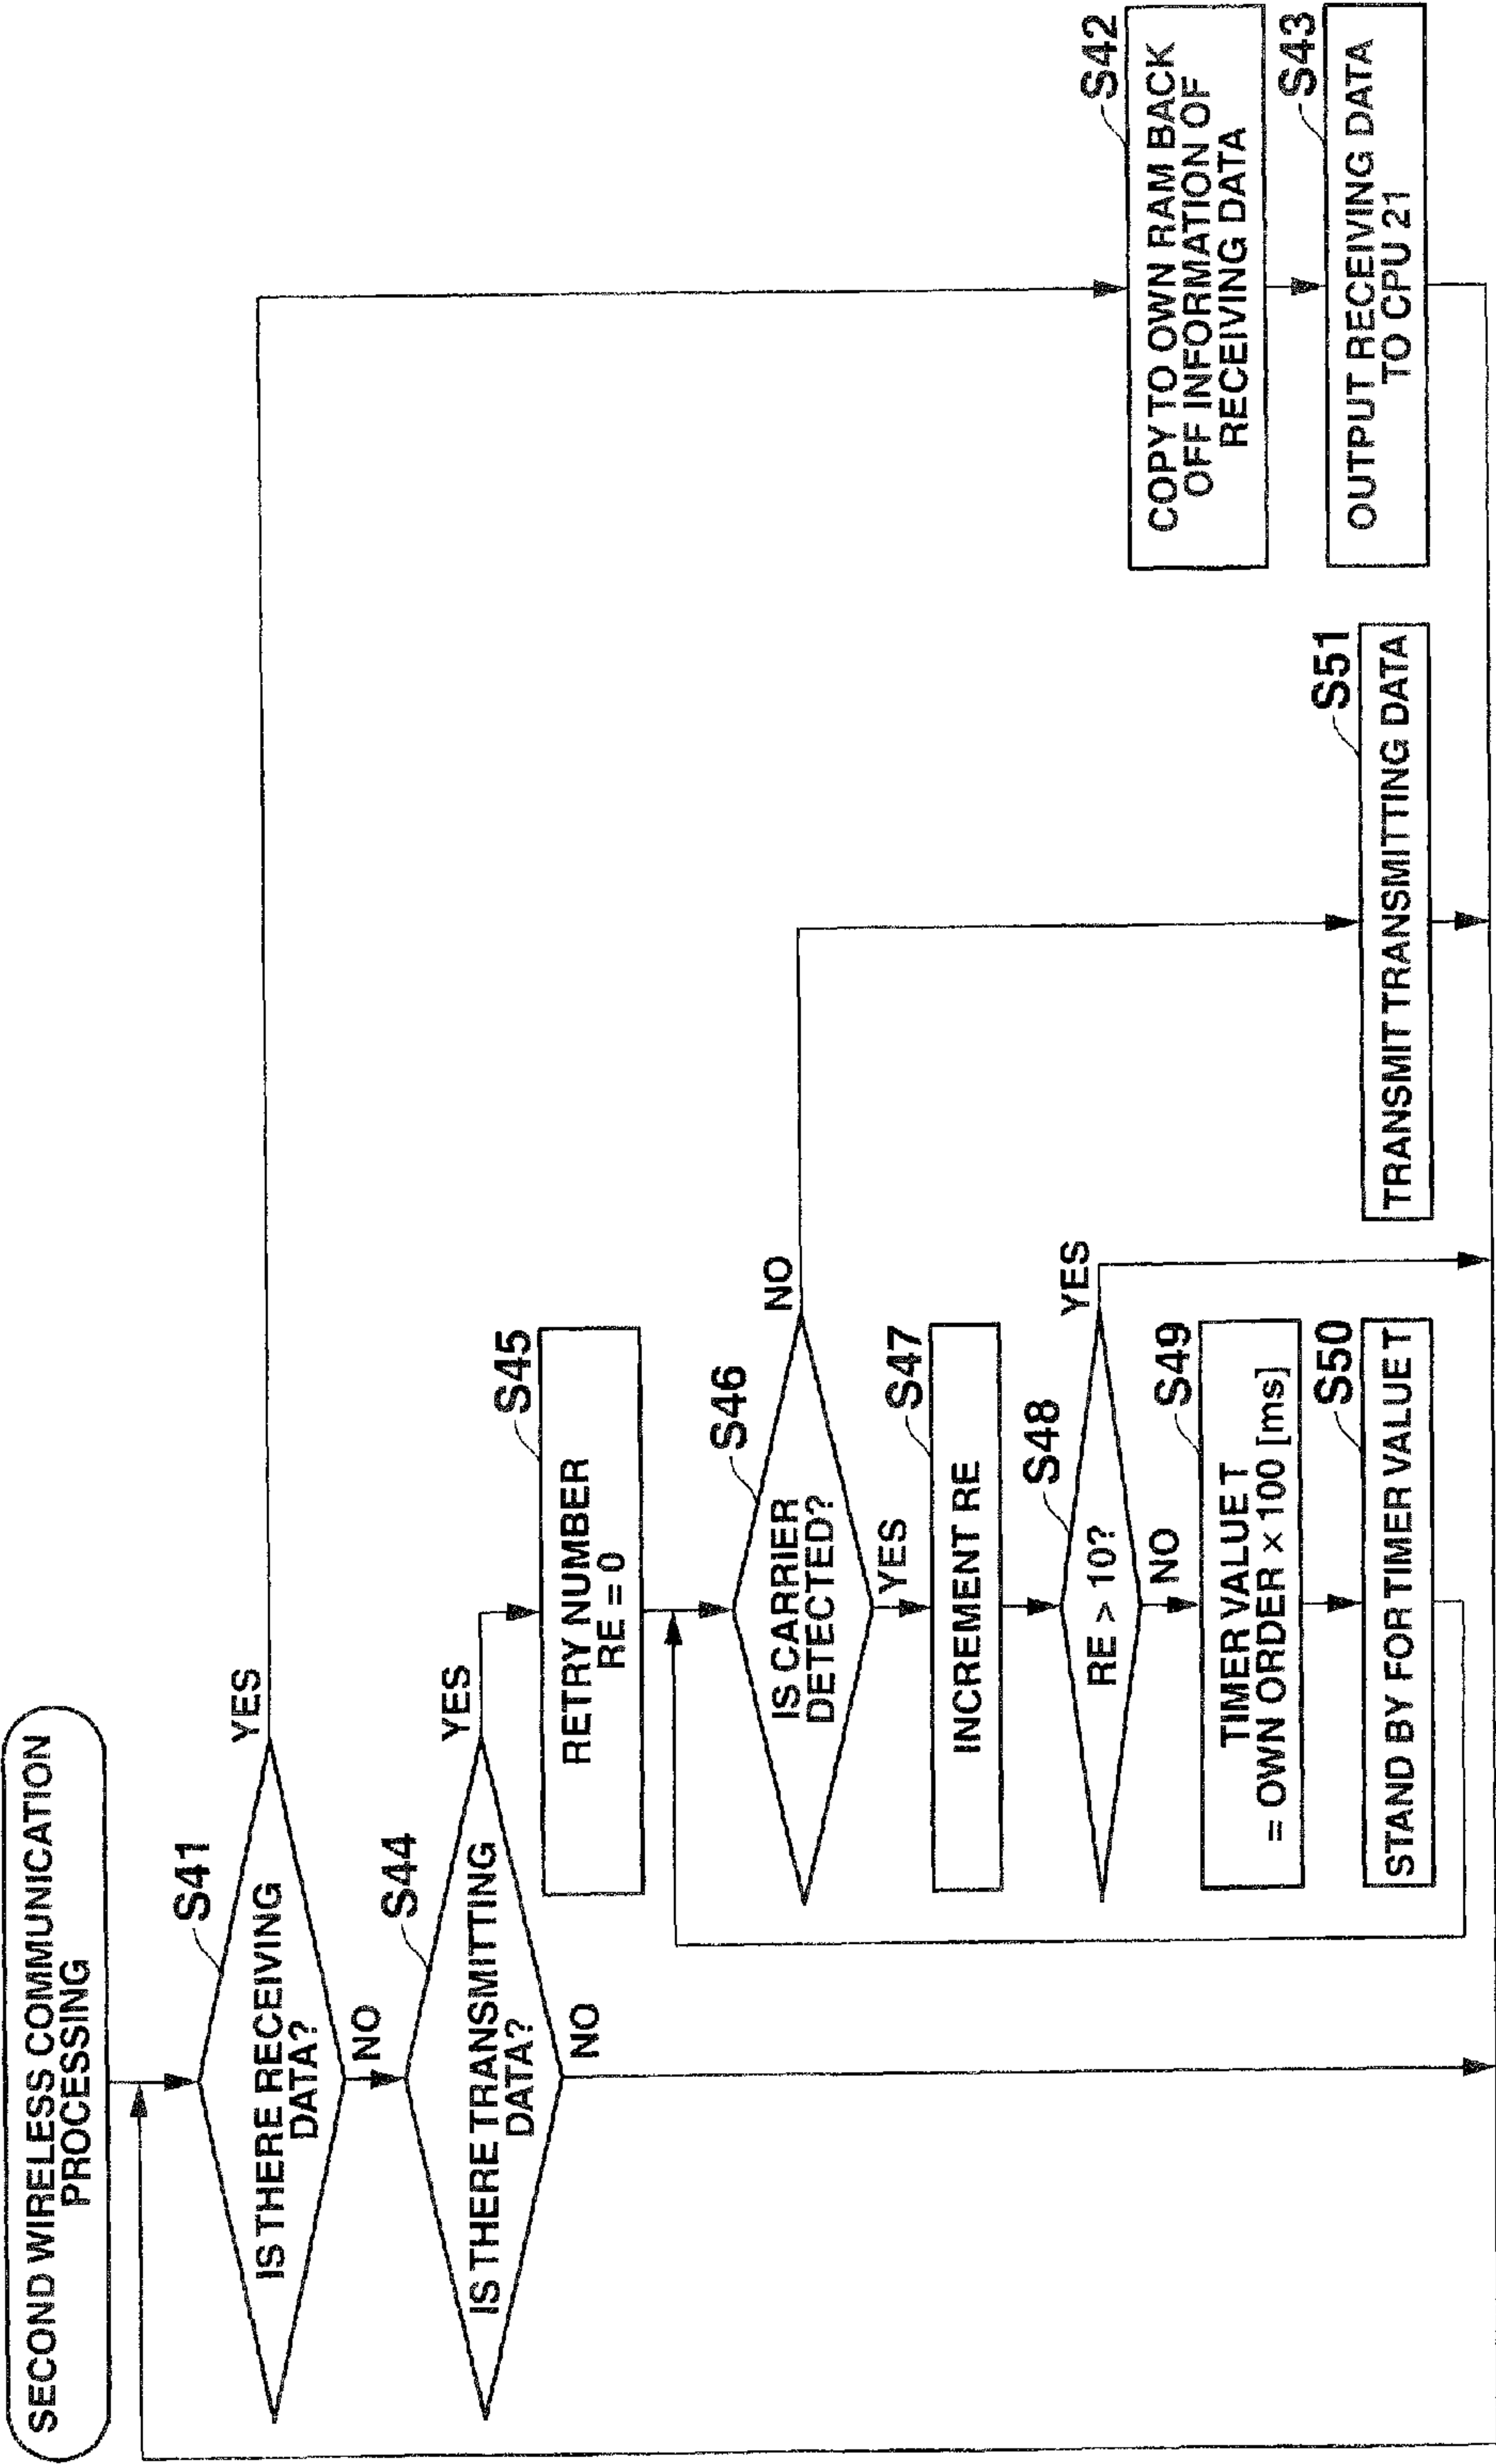 SECOND WIRELESS COMMUNICATION
PROCESSING
S41
IS THERE RECEIVING
DATA?
YES
NO
S44
IS THERE TRANSMITTING
DATA?
YES
NO
S45
RETRY NUMBER
RE = 0
S46
IS CARRIER
DETECTED?
NO
YES
S47
INCREMENT RE
S48
RE > 10?
YES
NO
S49
TIMER VALUE T
= OWN ORDER × 100 [ms]
S50
STAND BY FOR TIMER VALUE T
S51
TRANSMIT TRANSMITTING DATA
S42
COPY TO OWN RAM BACK
OFF INFORMATION OF
RECEIVING DATA
S43
OUTPUT RECEIVING DATA
TO CPU 21